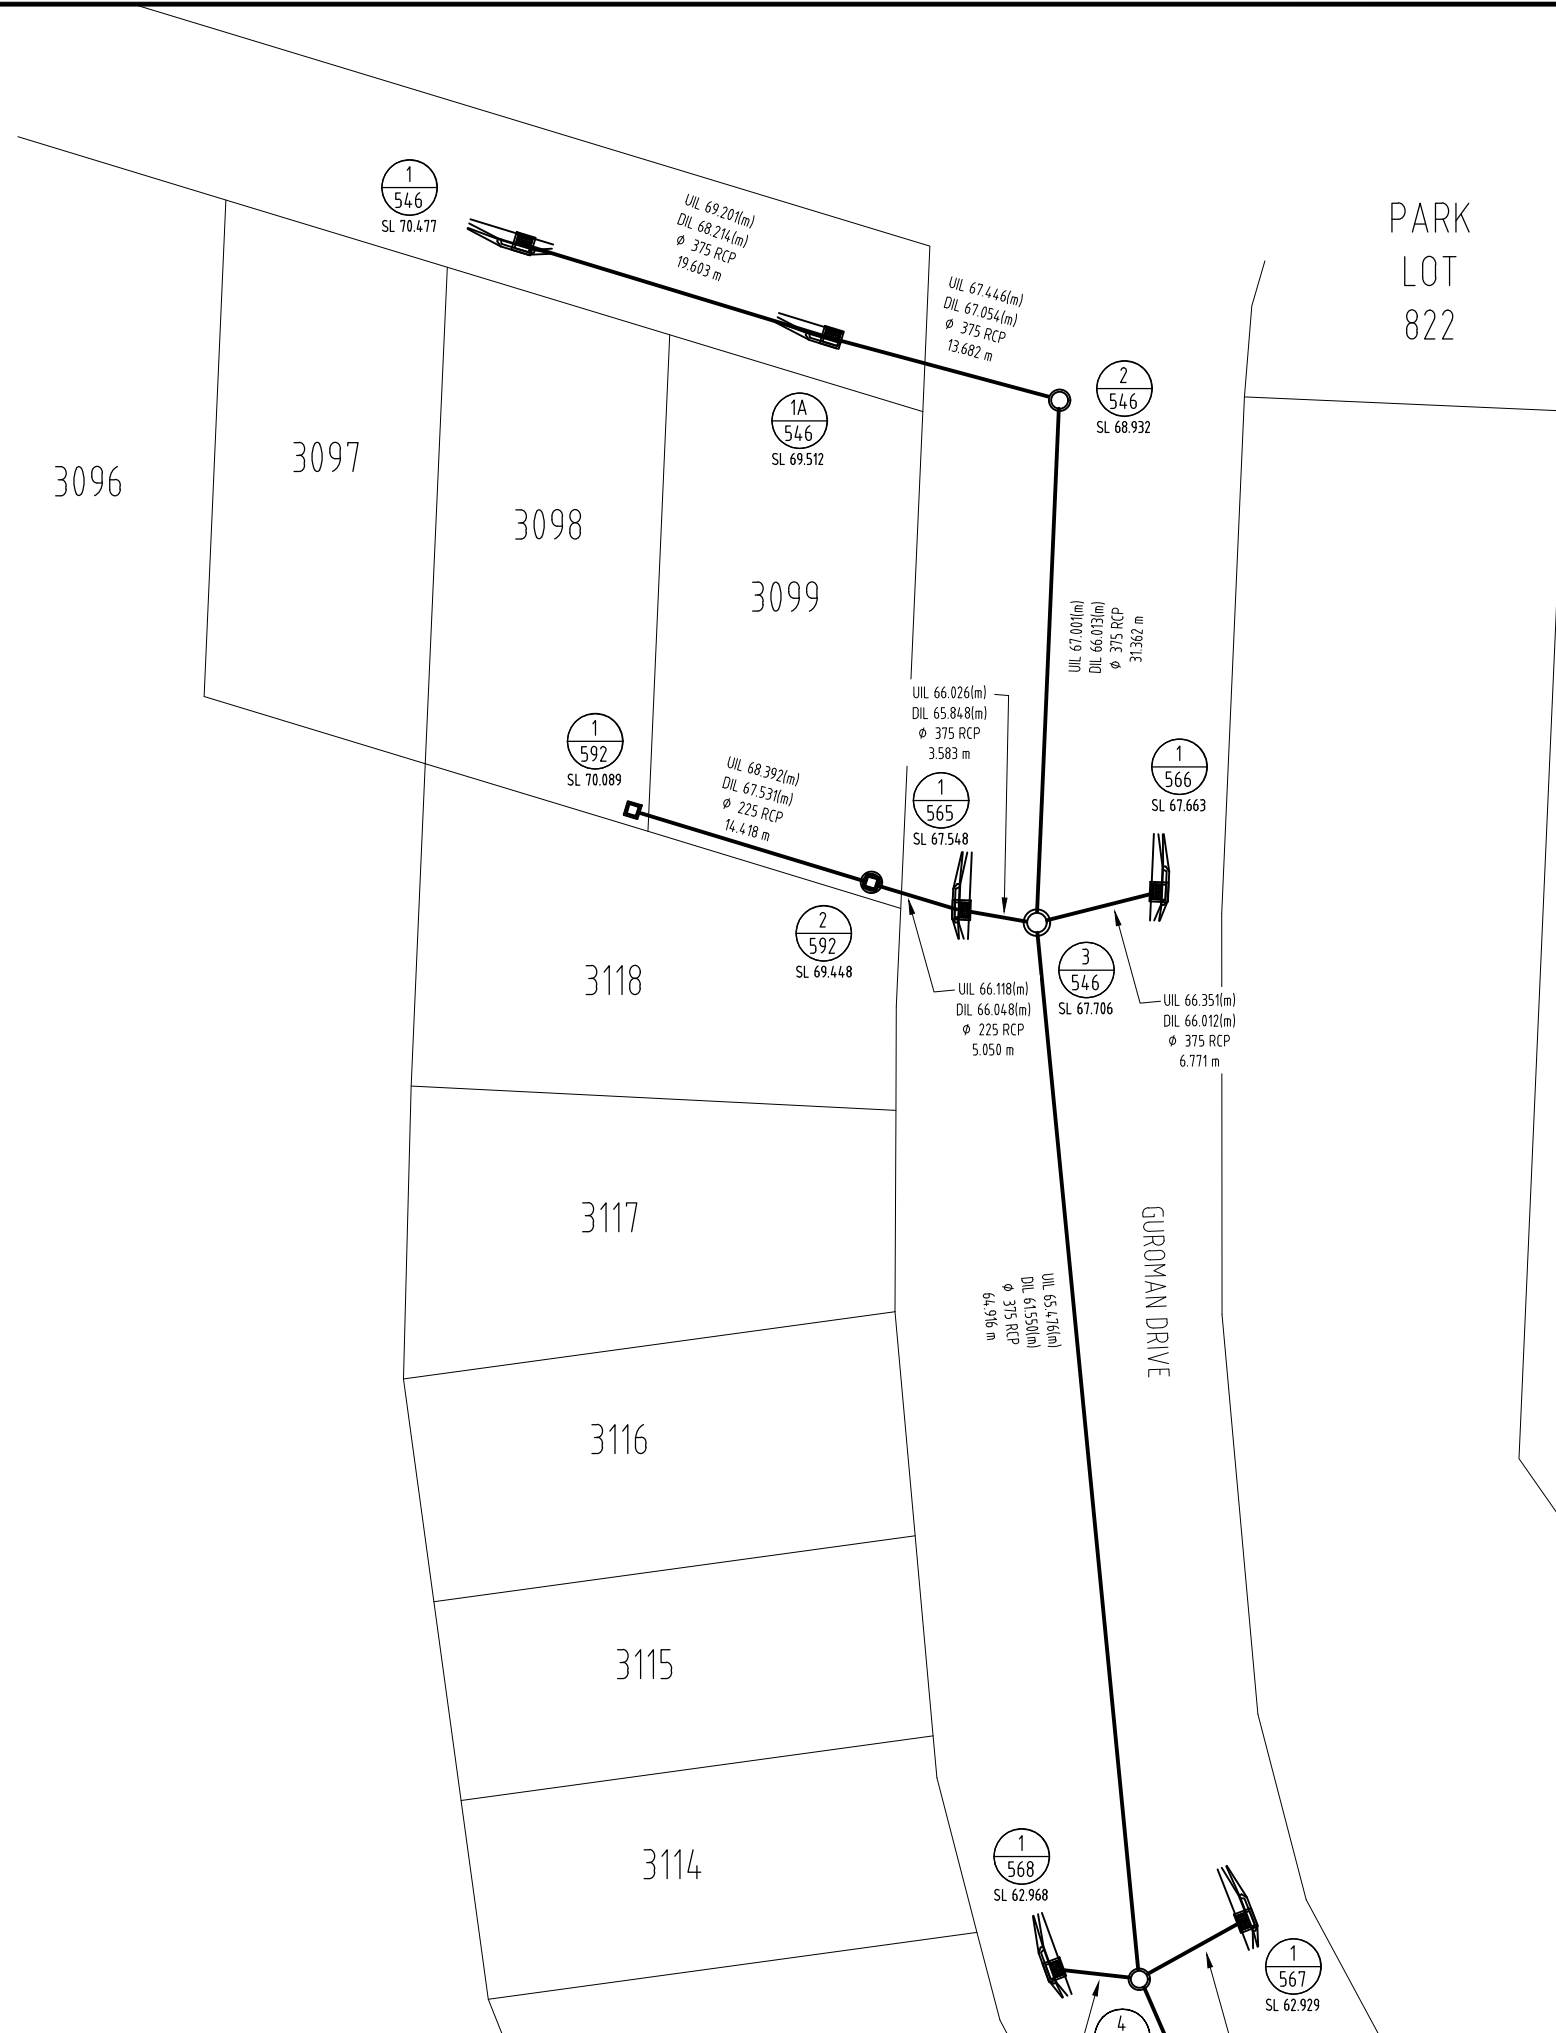 1
546
SL 70.477
UIL 69.201(m)
DIL 68.214(m)
ϕ 375 RCP
19.603 m
PARK
LOT
822
UIL 67.446(m)
DIL 67.054(m)
ϕ 375 RCP
13.682 m
2
546
SL 68.932
1A
546
SL 69.512
3096
3097
3098
3099
UIL 67.001(m)
DIL 66.013(m)
ϕ 375 RCP
31.362 m
UIL 66.026(m)
DIL 65.848(m)
ϕ 375 RCP
3.583 m
1
592
SL 70.089
UIL 68.392(m)
DIL 67.531(m)
ϕ 225 RCP
14.418 m
1
565
SL 67.548
1
566
SL 67.663
2
592
SL 69.448
3
546
SL 67.706
UIL 66.118(m)
DIL 66.048(m)
ϕ 225 RCP
5.050 m
UIL 66.351(m)
DIL 66.012(m)
ϕ 375 RCP
6.771 m
3118
3117
GUROMAN DRIVE
UIL 65.476(m)
DIL 61.550(m)
ϕ 375 RCP
64.916 m
3116
3115
3114
1
568
SL 62.968
1
567
SL 62.929
4